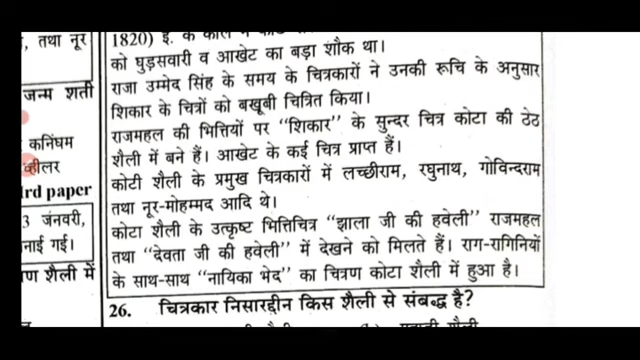 , तथा नूर
जन्म शती
कनिंघम
व्हीलर
rd paper
3 जनवरी,
नाई गई।
ण शैली में
1820) ई. के काल में
को घुड़सवारी व आखेट का बड़ा शौक था।
राजा उम्मेद सिंह के समय के चित्रकारों ने उनकी रूचि के अनुसार
शिकार के चित्रों को बखूबी चित्रित किया।
राजमहल की भित्तियों पर "शिकार" के सुन्दर चित्र कोटा की ठेठ
शैली में बने हैं। आखेट के कई चित्र प्राप्त हैं।
कोटी शैली के प्रमुख चित्रकारों में लच्छीराम, रघुनाथ, गोविन्दराम
तथा नूर-मोहम्मद आदि थे।
कोटा शैली के उत्कृष्ट भित्तिचित्र "झाला जी की हवेली" राजमहल
तथा "देवता जी की हवेली" में देखने को मिलते हैं। राग-रागिनियों
के साथ-साथ "नायिका भेद" का चित्रण कोटा शैली में हुआ है।
26. चित्रकार निसारद्दीन किस शैली से संबद्ध है?